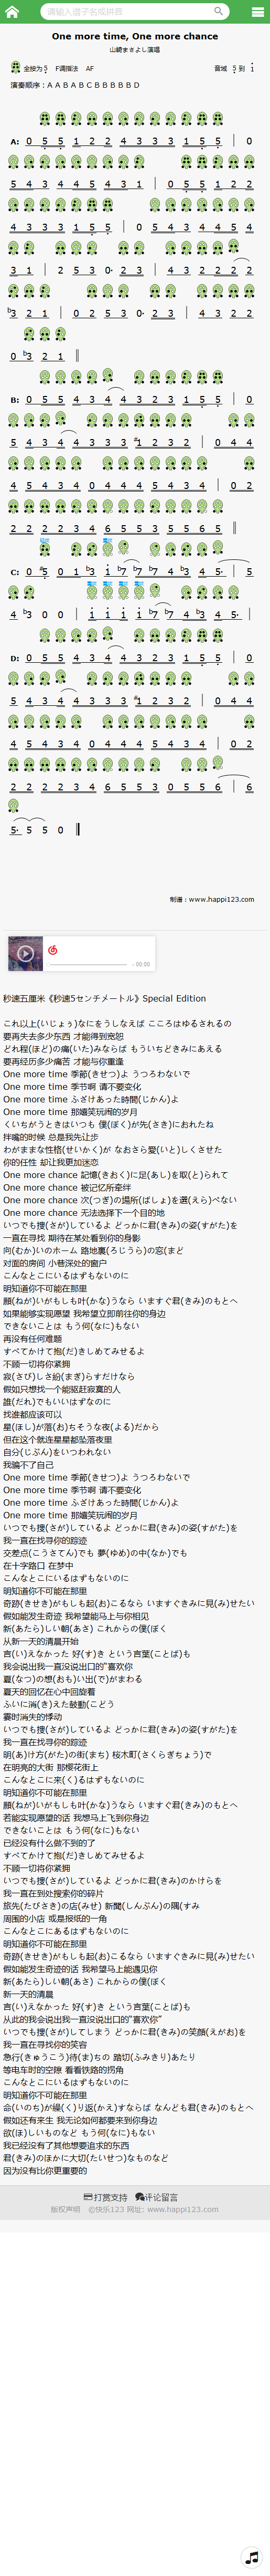 请输入谱子名或拼音
One more time, One more chance
山崎まさよし演唱
全按为 5 F调指法 AF 音域 5 到 1
演奏顺序：A A B A B C B B B B B B D
A: 0 5 5 1 2 2 4 3 3 3 1 5 5 | 0
5 4 3 4 4 5 4 3 1 | 0 5 5 1 2 2
4 3 3 3 1 5 5 | 0 5 4 3 4 4 5 4
3 1 | 2 5 3 0· 2 3 | 4 3 2 2 2 2
b3 2 1 | 0 2 5 3 0· 2 3 | 4 3 2 2
0 b3 2 1 ‖
B: 0 5 5 4 3 4 4 3 2 3 1 5 5 | 0
5 4 3 4 4 3 3 3 #1 2 3 2 | 0 4 4
4 5 4 3 4 0 4 4 4 5 4 3 4 | 0 2
2 2 2 3 4 6 5 5 3 5 5 6 5 ‖
C: 0 #5 0 1 b3 1 b7 b7 b7 4 b3 4 5· | 5
4 b3 0 0 | 1 1 1 1 b7 b7 4 b3 4 5· |
D: 0 5 5 4 3 4 4 3 2 3 1 5 5 | 0
5 4 3 4 4 3 3 3 #1 2 3 2 | 0 4 4
4 5 4 3 4 0 4 4 4 5 4 3 4 | 0 2
2 2 2 3 4 6 5 5 3 0 5 5 6 | 6
5· 5 5 0 ‖
制谱：www.happi123.com
- 00:00
秒速五厘米《秒速5センチメートル》Special Edition
これ以上(いじょう)なにをうしなえば こころはゆるされるの
要再失去多少东西 才能得到宽恕
どれ程(ほど)の痛(いた)みならば もういちどきみにあえる
要再经历多少痛苦 才能与你重逢
One more time 季節(きせつ)よ うつろわないで
One more time 季节啊 请不要变化
One more time ふざけあった時間(じかん)よ
One more time 那嬉笑玩闹的岁月
くいちがうときはいつも 僕(ぼく)が先(さき)におれたね
拌嘴的时候 总是我先让步
わがままな性格(せいかく)が なおさら愛(いと)しくさせた
你的任性 却让我更加迷恋
One more chance 記憶(きおく)に足(あし)を取(と)られて
One more chance 被记忆所牵绊
One more chance 次(つぎ)の場所(ばしょ)を選(えら)べない
One more chance 无法选择下一个目的地
いつでも捜(さが)しているよ どっかに君(きみ)の姿(すがた)を
一直在寻找 期待在某处看到你的身影
向(むか)いのホーム 路地裏(ろじうら)の窓(まど)
对面的房间 小巷深处的窗户
こんなとこにいるはずもないのに
明知道你不可能在那里
願(ねが)いがもしも叶(かな)うなら いますぐ君(きみ)のもとへ
如果能够实现愿望 我希望立即前往你的身边
できないことは もう何(なに)もない
再没有任何难题
すべてかけて抱(だ)きしめてみせるよ
不顾一切将你紧拥
寂(さび)しさ紛(まぎ)らすだけなら
假如只想找一个能驱赶寂寞的人
誰(だれ)でもいいはずなのに
找谁都应该可以
星(ほし)が落(お)ちそうな夜(よる)だから
但在这个就连星星都坠落夜里
自分(じぶん)をいつわれない
我骗不了自己
One more time 季節(きせつ)よ うつろわないで
One more time 季节啊 请不要变化
One more time ふざけあった時間(じかん)よ
One more time 那嬉笑玩闹的岁月
いつでも捜(さが)しているよ どっかに君(きみ)の姿(すがた)を
我一直在找寻你的踪迹
交差点(こうさてん)でも 夢(ゆめ)の中(なか)でも
在十字路口 在梦中
こんなとこにいるはずもないのに
明知道你不可能在那里
奇跡(きせき)がもしも起(お)こるなら いますぐきみに見(み)せたい
假如能发生奇迹 我希望能马上与你相见
新(あたら)しい朝(あさ) これからの僕(ぼく
从新一天的清晨开始
言(い)えなかった 好(す)き という言葉(ことば)も
我会说出我一直没说出口的"喜欢你
夏(なつ)の想(おも)い出(で)がまわる
夏天的回忆在心中回旋着
ふいに消(き)えた鼓動(こどう
霎时消失的悸动
いつでも捜(さが)しているよ どっかに君(きみ)の姿(すがた)を
我一直在找寻你的踪迹
明(あ)け方(がた)の街(まち) 桜木町(さくらぎちょう)で
在明亮的大街 那樱花街上
こんなとこに来(く)るはずもないのに
明知道你不可能在那里
願(ねが)いがもしも叶(かな)うなら いますぐ君(きみ)のもとへ
若能实现愿望的话 我想马上飞到你身边
できないことは もう何(なに)もない
已经没有什么做不到的了
すべてかけて抱(だ)きしめてみせるよ
不顾一切将你紧拥
いつでも捜(さが)しているよ どっかに君(きみ)のかけらを
我一直在到处搜索你的碎片
旅先(たびさき)の店(みせ) 新聞(しんぶん)の隅(すみ
周围的小店 或是报纸的一角
こんなとこにあるはずもないのに
明知道你不可能在那里
奇跡(きせき)がもしも起(お)こるなら いますぐきみに見(み)せたい
假如能发生奇迹的话 我希望马上能遇见你
新(あたら)しい朝(あさ) これからの僕(ぼく
新一天的清晨
言(い)えなかった 好(す)き という言葉(ことば)も
从此的我会说出我一直没说出口的"喜欢你"
いつでも捜(さが)してしまう どっかに君(きみ)の笑顔(えがお)を
我一直在寻找你的笑容
急行(きゅうこう)待(ま)ちの 踏切(ふみきり)あたり
等电车时的空隙 看看铁路的拐角
こんなとこにいるはずもないのに
明知道你不可能在那里
命(いのち)が繰(く)り返(かえ)すならば なんども君(きみ)のもとへ
假如还有来生 我无论如何都要来到你身边
欲(ほ)しいものなど もう何(なに)もない
我已经没有了其他想要追求的东西
君(きみ)のほかに大切(たいせつ)なものなど
因为没有比你更重要的
打赏支持 评论留言
版权声明 ©快乐123 网址: www.happi123.com